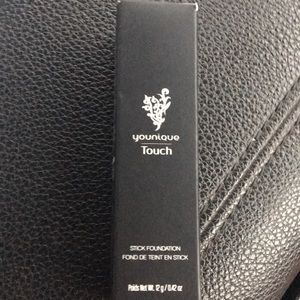 younique
Touch
STICK FOUNDATION
FOND DE TEINT EN STICK
Poids Net Wt. 12 g / 0.42 oz